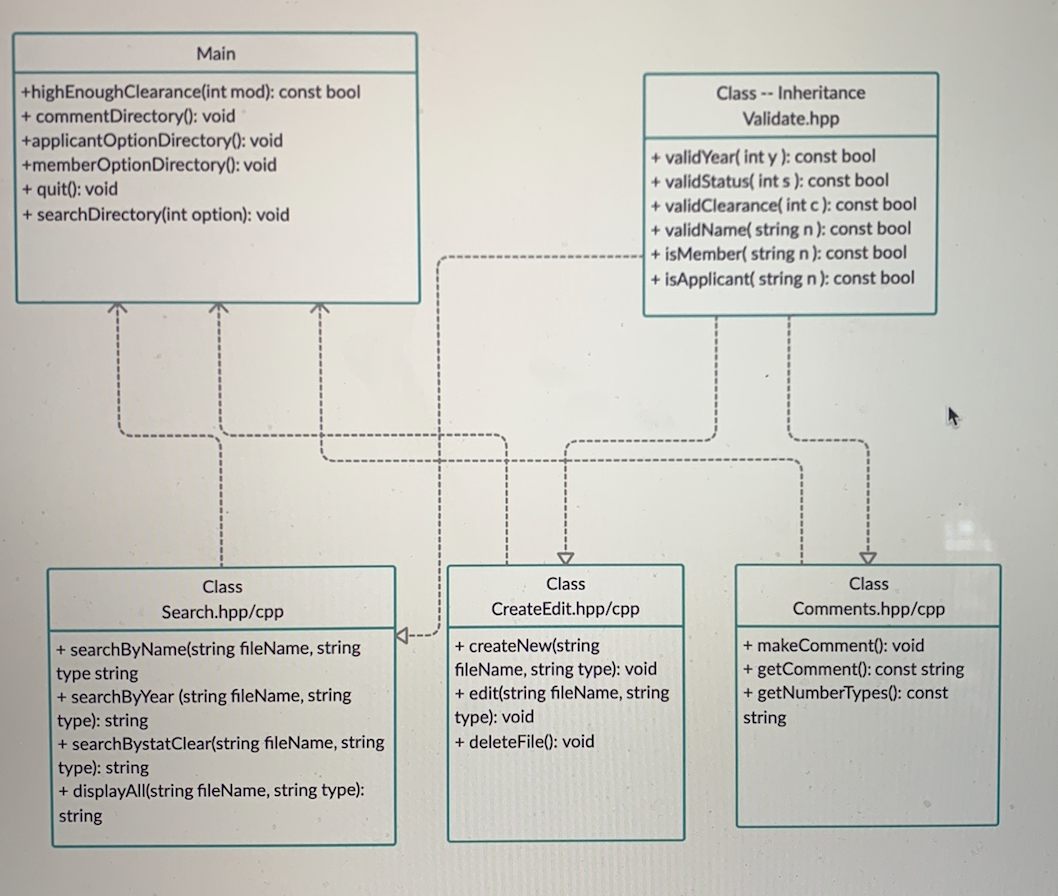 Main
+highEnoughClearance(int mod): const bool
+ commentDirectory(): void
+applicantOptionDirectory(): void
+memberOptionDirectory(): void
+ quit(): void
+ searchDirectory(int option): void
Class -- Inheritance
Validate.hpp
+ validYear( int y ): const bool
+ validStatus( int s ): const bool
+ validClearance( int c ): const bool
+ validName( string n ): const bool
+ isMember( string n ): const bool
+ isApplicant( string n ): const bool
Class
Search.hpp/cpp
+ searchByName(string fileName, string
type string
+ searchByYear (string fileName, string
type): string
+ searchBystatClear(string fileName, string
type): string
+ displayAll(string fileName, string type):
string
Class
CreateEdit.hpp/cpp
+ createNew(string
fileName, string type): void
+ edit(string fileName, string
type): void
+ deleteFile(): void
Class
Comments.hpp/cpp
+ makeComment(): void
+ getComment(): const string
+ getNumberTypes(): const
string